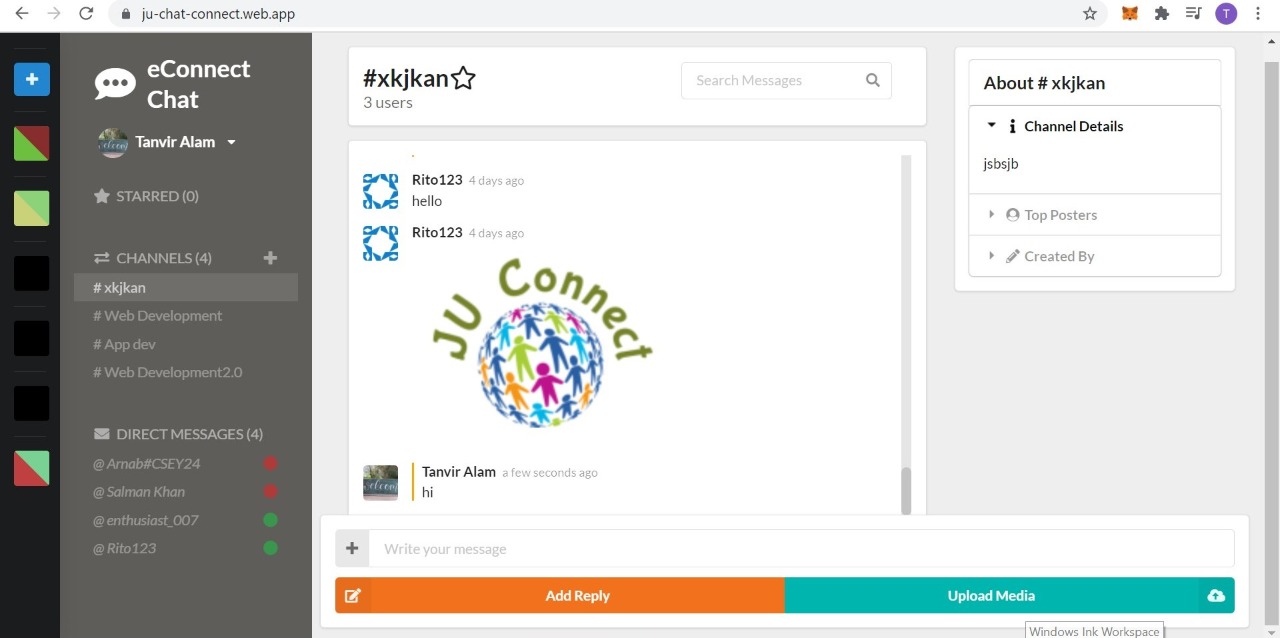 ju-chat-connect.web.app
T
eConnect
Chat
Tanvir Alam
STARRED (0)
CHANNELS (4)
# xkjkan
# Web Development
# App dev
# Web Development2.0
DIRECT MESSAGES (4)
@ Arnab#CSEY24
@ Salman Khan
@ enthusiast_007
@ Rito123
#xkjkan
3 users
Search Messages
Rito123 4 days ago
hello
Rito123 4 days ago
JU Connect
Tanvir Alam a few seconds ago
hi
Write your message
Add Reply
Upload Media
About # xkjkan
Channel Details
jsbsjb
Top Posters
Created By
Windows Ink Workspace